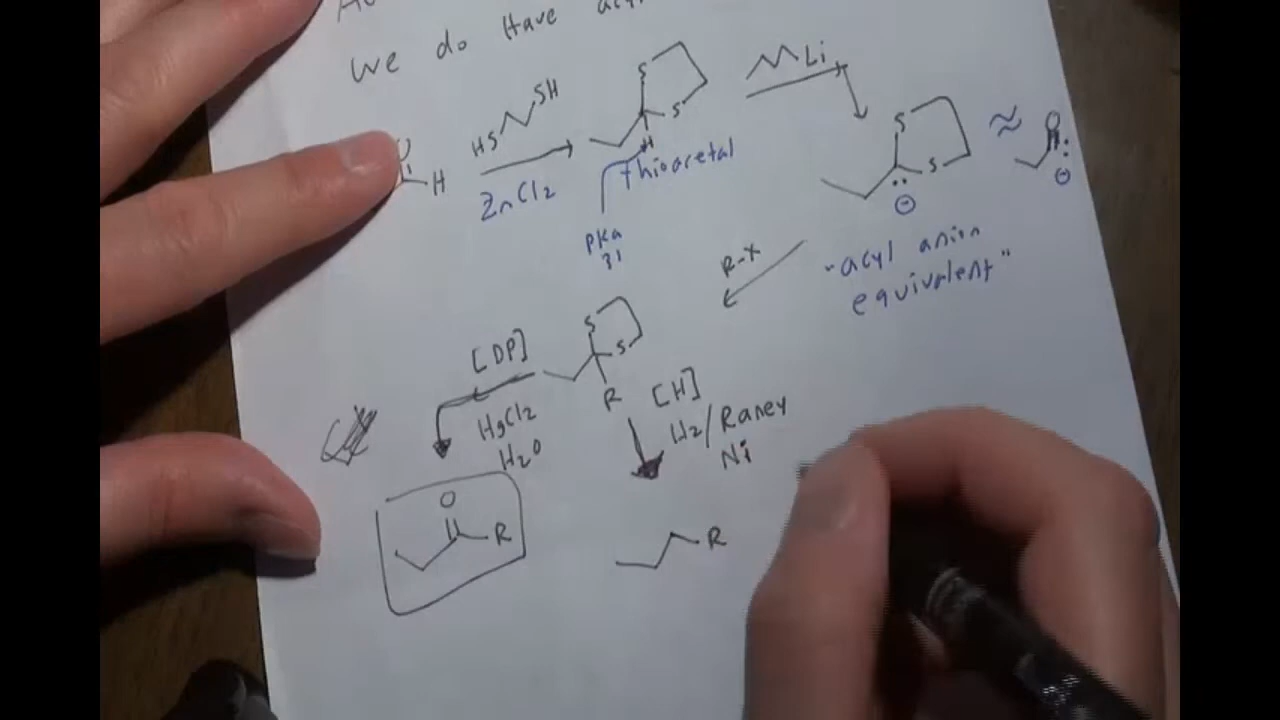 We do Have
SH
HS
ZnCl2
H
S
S
H
thioacetal
pKa
31
Li
S
S
⊖
≈
O
⊖
"acyl anion
equivalent"
R-X
S
S
R
[DP]
HgCl2
H2O
[H]
H2/Raney
Ni
O
R
R